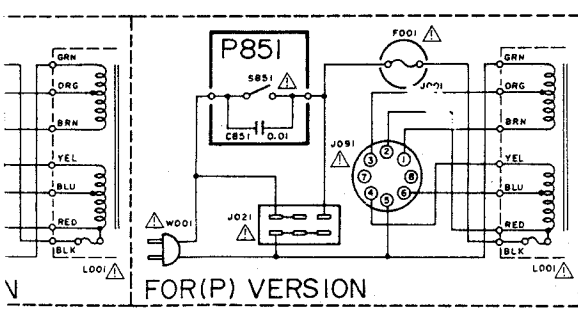 GRN
ORG
BRN
YEL
BLU
RED
BLK
L001
N
P851
S851
C851 0.01
F001
J001
J091
3 2 1
7 8
4 5 6
W001
J021
GRN
ORG
BRN
YEL
BLU
RED
BLK
L001
FOR(P) VERSION